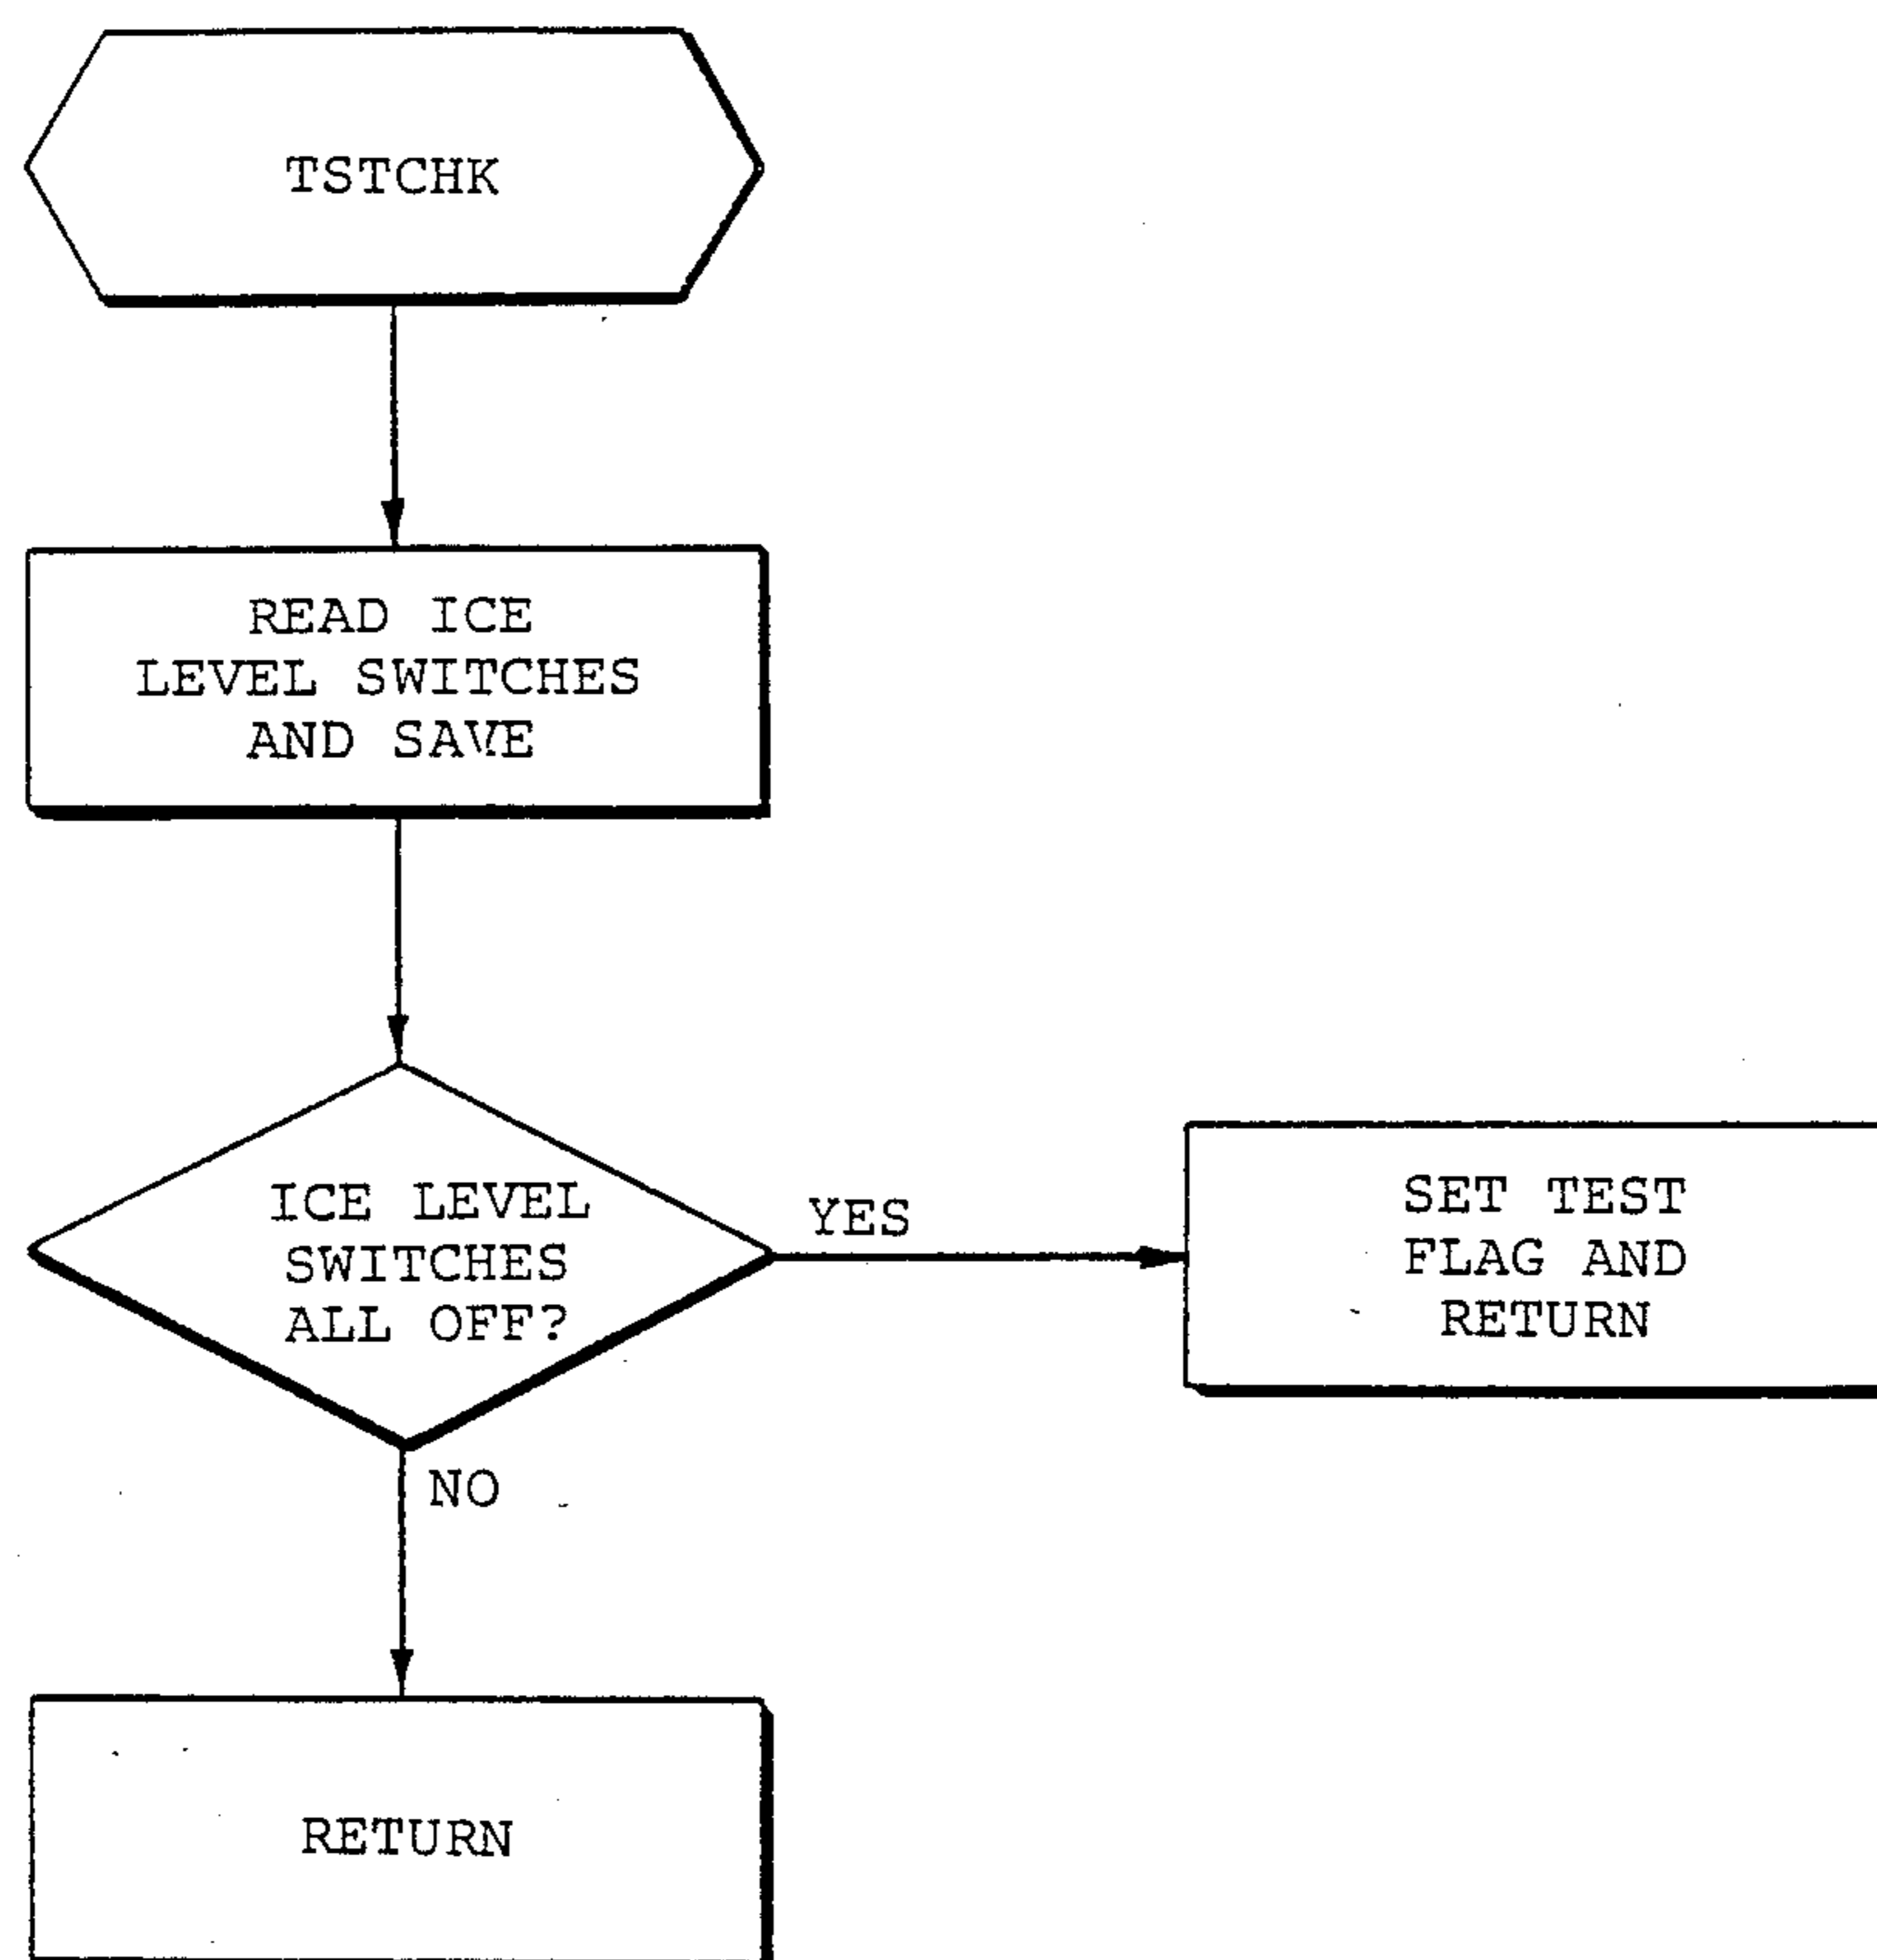 TSTCHK
READ ICE
LEVEL SWITCHES
AND SAVE
ICE LEVEL
SWITCHES
ALL OFF?
YES
SET TEST
FLAG AND
RETURN
NO
RETURN